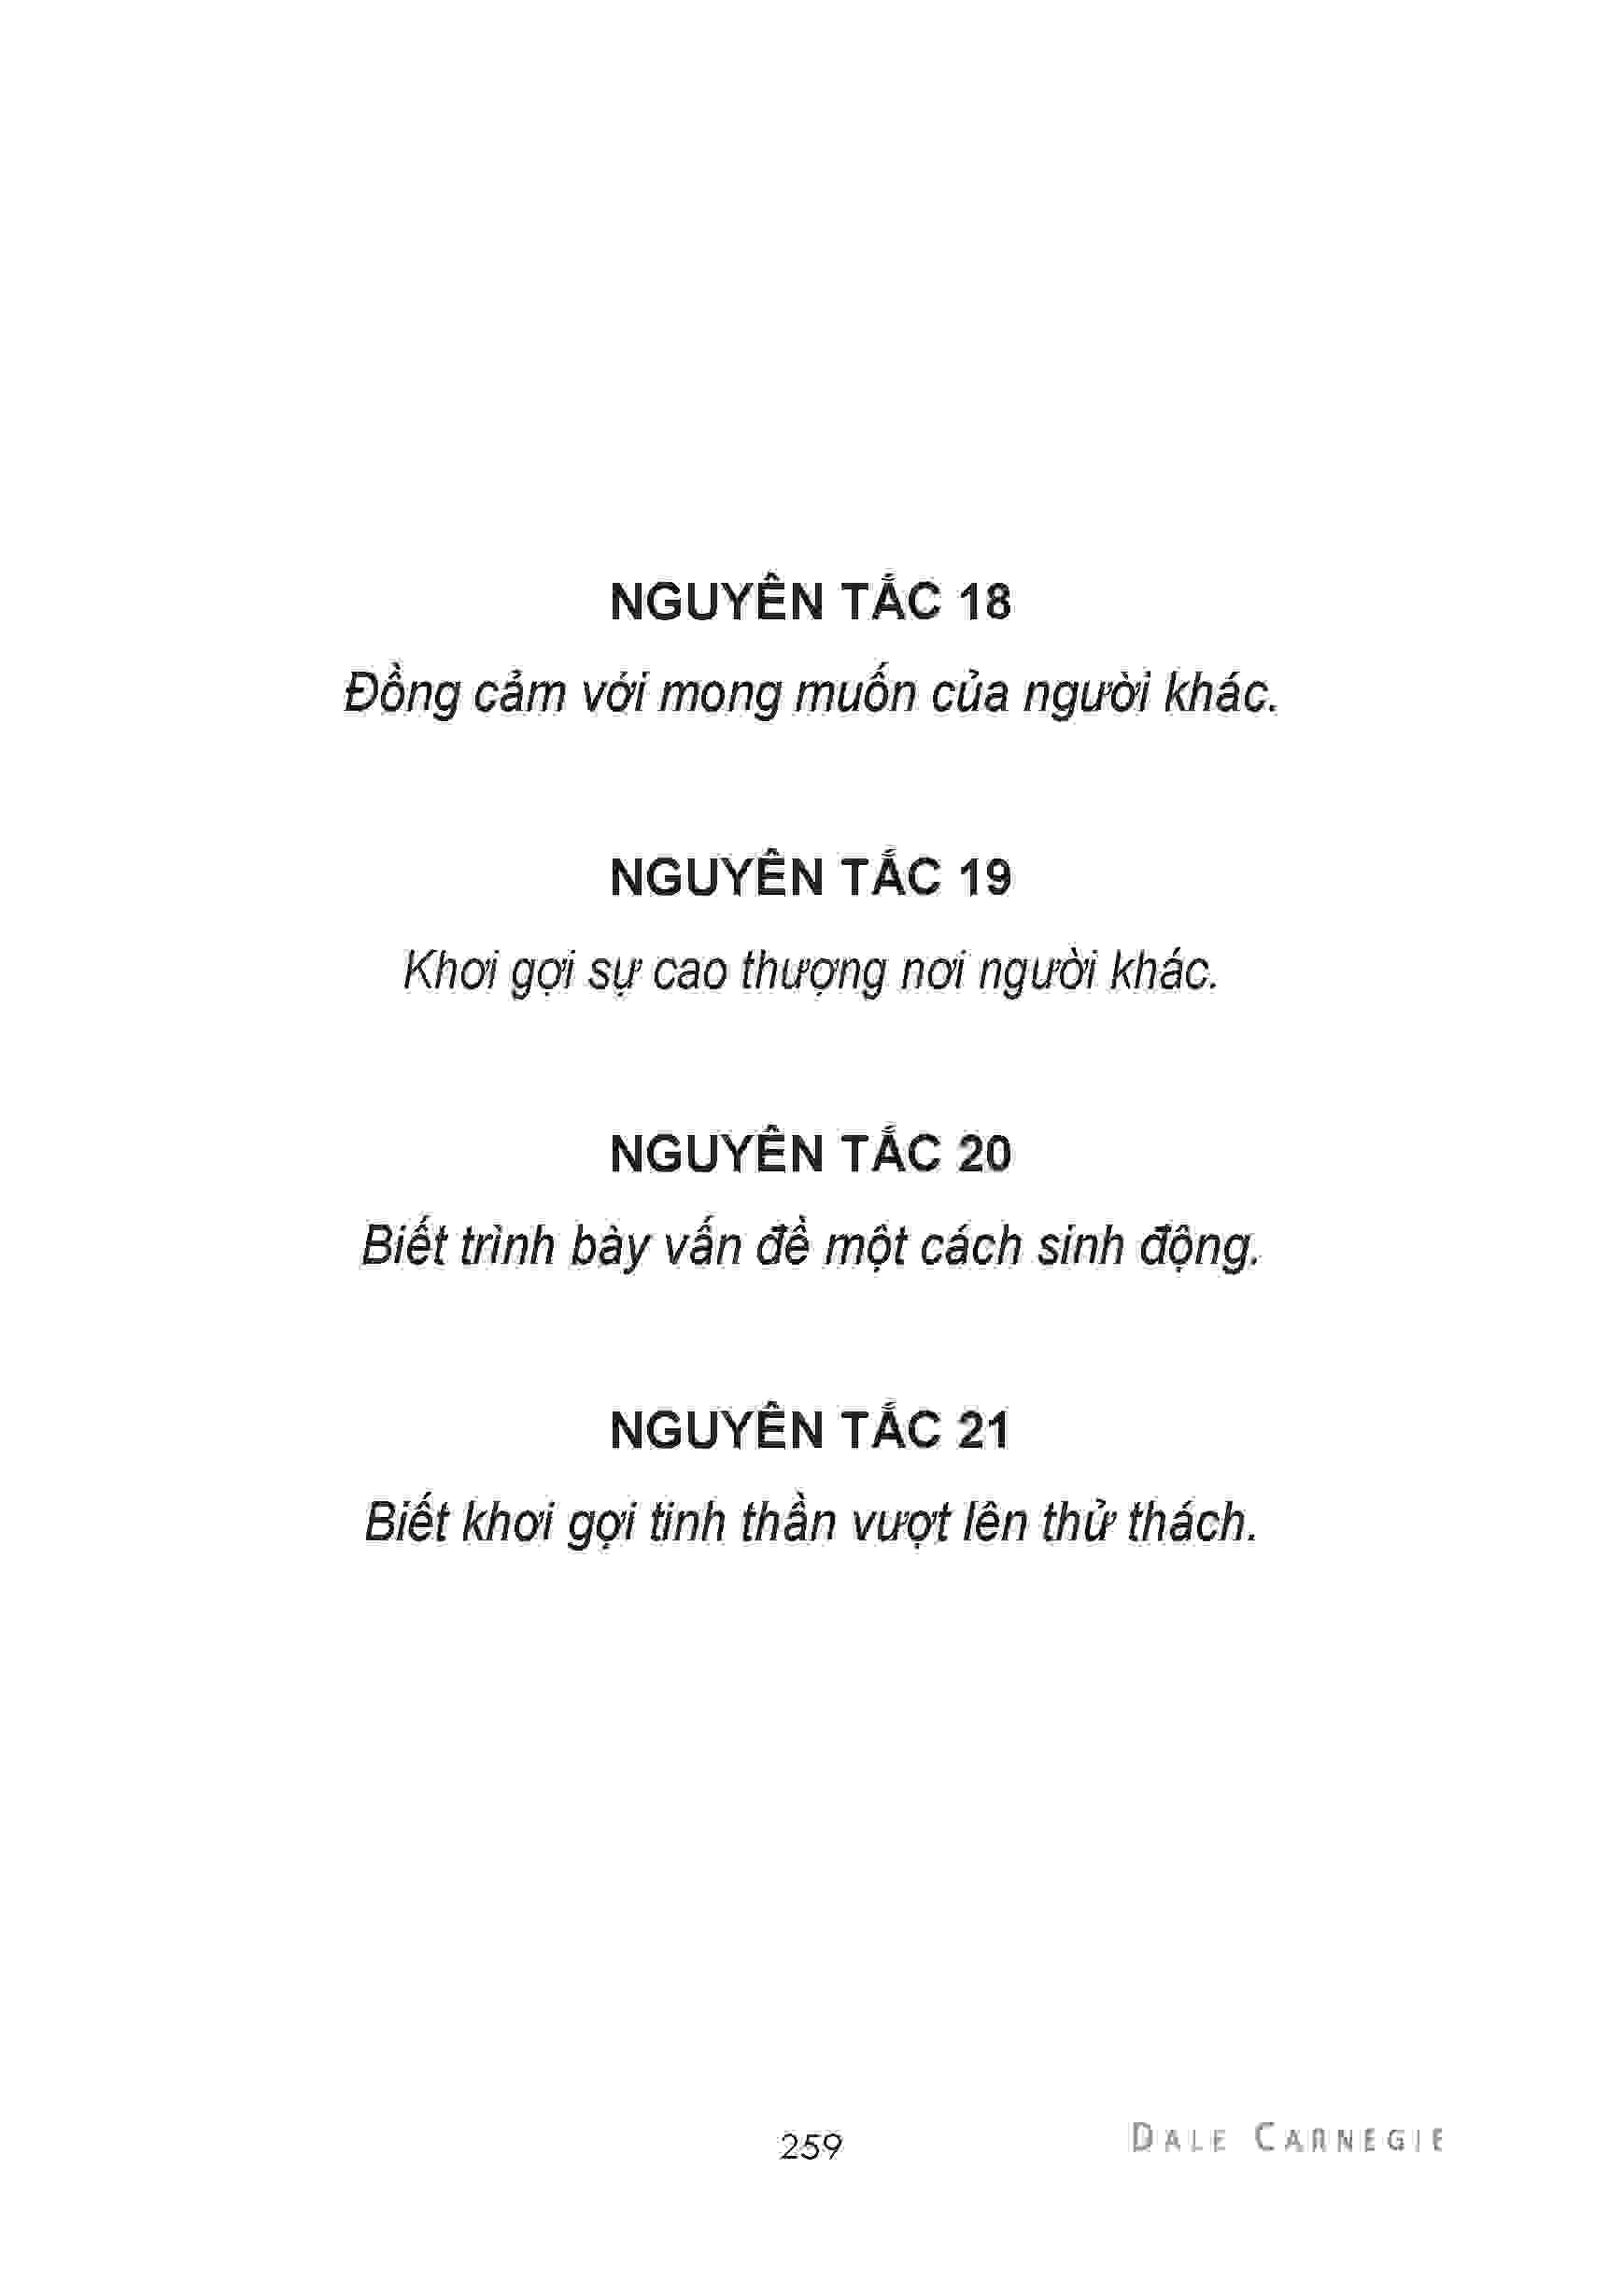 NGUYÊN TẮC 18
Đồng cảm với mong muốn của người khác.
NGUYÊN TẮC 19
Khơi gợi sự cao thượng nơi người khác.
NGUYÊN TẮC 20
Biết trình bày vấn đề một cách sinh động.
NGUYÊN TẮC 21
Biết khơi gợi tinh thần vượt lên thử thách.
259
DALE CARNEGIE